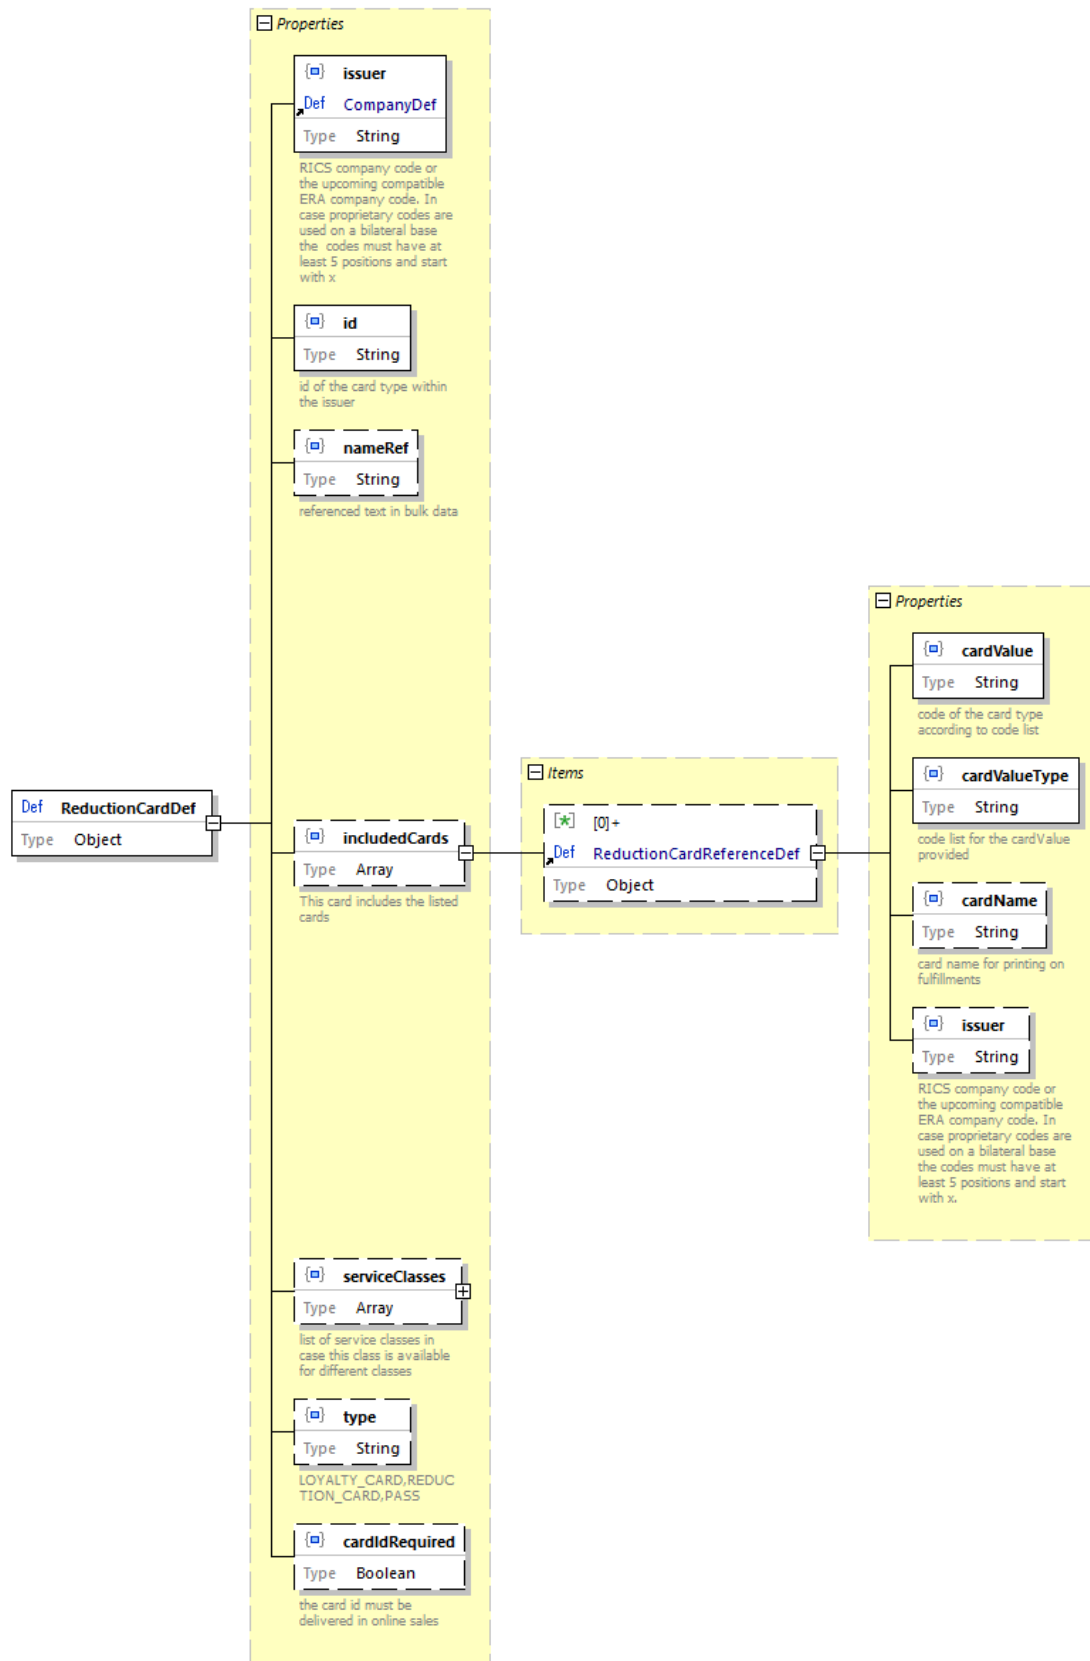 Properties
issuer
Def CompanyDef
Type String
RICS company code or
the upcoming compatible
ERA company code. In
case proprietary codes are
used on a bilateral base
the codes must have at
least 5 positions and start
with x
id
Type String
id of the card type within
the issuer
nameRef
Type String
referenced text in bulk data
Def ReductionCardDef
Type Object
includedCards
Type Array
This card includes the listed
cards
Items
[*] [0]+
Def ReductionCardReferenceDef
Type Object
Properties
cardValue
Type String
code of the card type
according to code list
cardValueType
Type String
code list for the cardValue
provided
cardName
Type String
card name for printing on
fulfillments
issuer
Type String
RICS company code or
the upcoming compatible
ERA company code. In
case proprietary codes are
used on a bilateral base
the codes must have at
least 5 positions and start
with x.
serviceClasses
Type Array
list of service classes in
case this class is available
for different classes
type
Type String
LOYALTY_CARD,REDUC
TION_CARD,PASS
cardIdRequired
Type Boolean
the card id must be
delivered in online sales